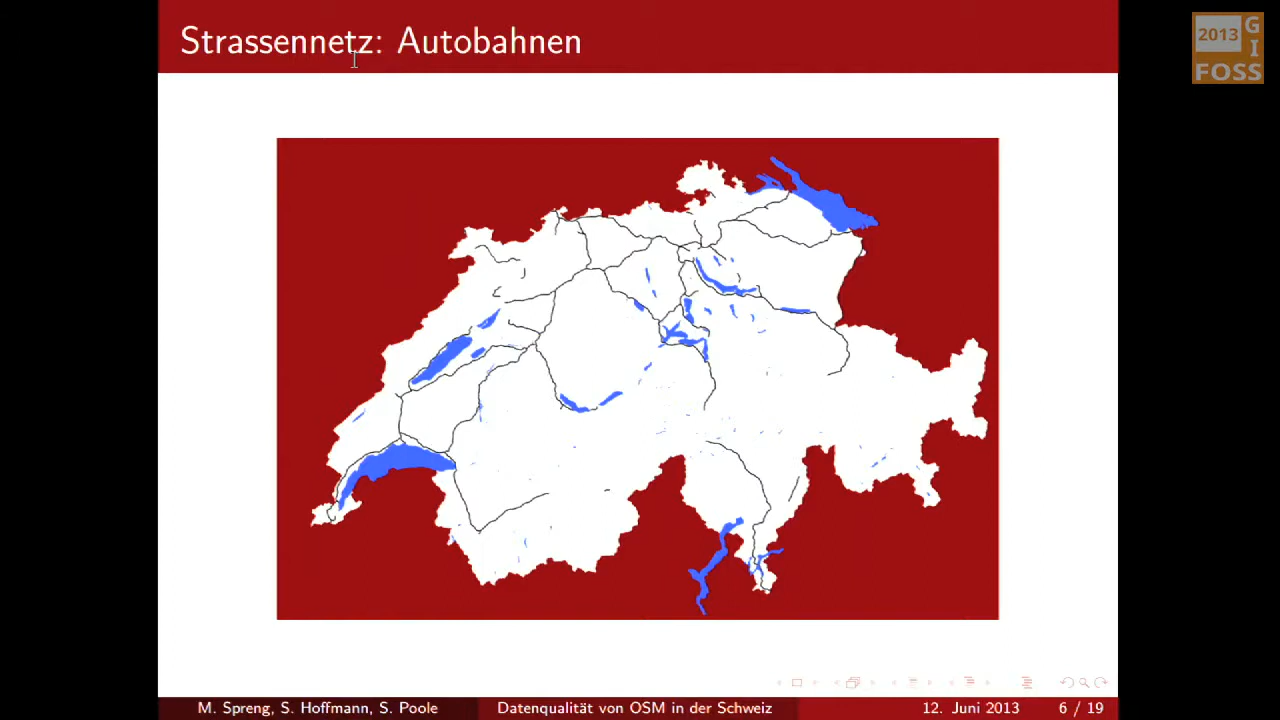 Strassennetz: Autobahnen
2013
G
I
FOSS
M. Spreng, S. Hoffmann, S. Poole
Datenqualität von OSM in der Schweiz
12. Juni 2013
6 / 19